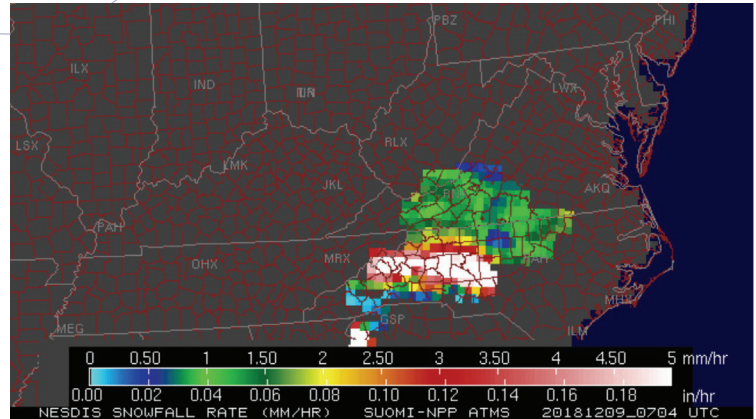 PBZ PHI
ILX
IND
LWX
LSX
RLX
LMK
JKL
RNK AKQ
PAH
OHX MRX
RAH
MHX
MEG GSP
ILM
0 0.50 1 1.50 2 2.50 3 3.50 4 4.50 5 mm/hr
0.00 0.02 0.04 0.06 0.08 0.10 0.12 0.14 0.16 0.18 in/hr
NESDIS SNOWFALL RATE (MM/HR) SUOMI-NPP ATMS 20181209_0704 UTC